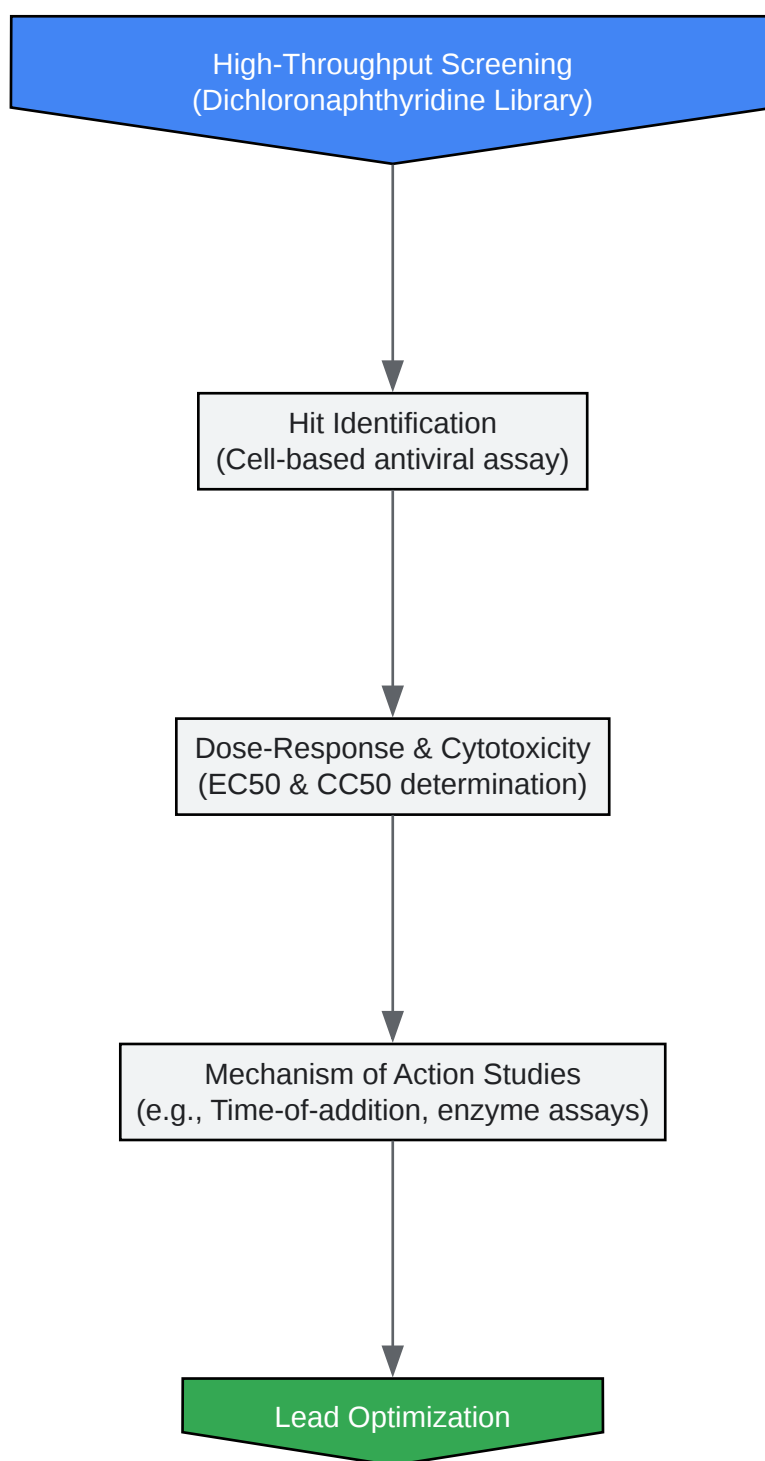 High-Throughput Screening
(Dichloronaphthyridine Library)
Hit Identification
(Cell-based antiviral assay)
Dose-Response & Cytotoxicity
(EC50 & CC50 determination)
Mechanism of Action Studies
(e.g., Time-of-addition, enzyme assays)
Lead Optimization